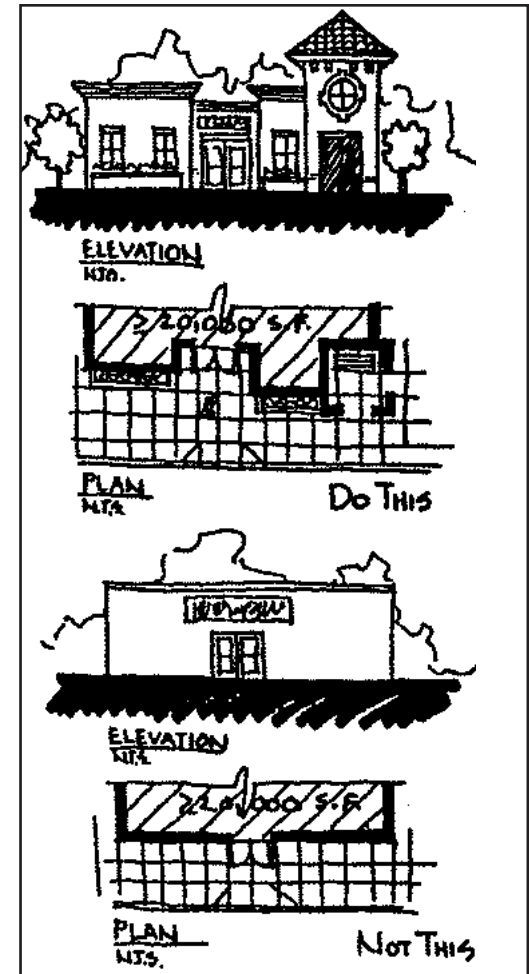 ELEVATION
N.T.S.
≥ 20,000 S.F.
PLAN
N.T.S.
DO THIS
ELEVATION
N.T.S.
≥ 20,000 S.F.
PLAN
N.T.S.
NOT THIS